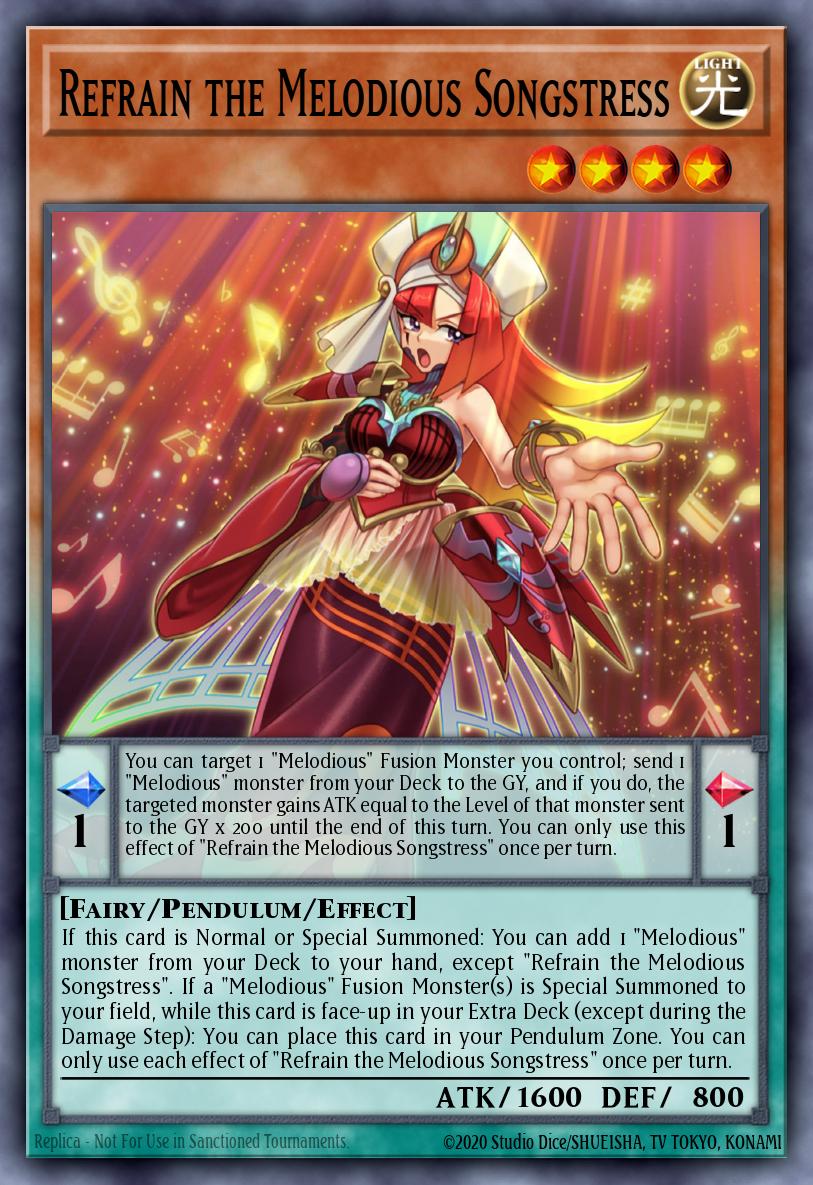 Refrain the Melodious Songstress
LIGHT
光
You can target 1 "Melodious" Fusion Monster you control; send 1
"Melodious" monster from your Deck to the GY, and if you do, the
targeted monster gains ATK equal to the Level of that monster sent
to the GY x 200 until the end of this turn. You can only use this
effect of "Refrain the Melodious Songstress" once per turn.
1
1
[Fairy/Pendulum/Effect]
If this card is Normal or Special Summoned: You can add 1 "Melodious"
monster from your Deck to your hand, except "Refrain the Melodious
Songstress". If a "Melodious" Fusion Monster(s) is Special Summoned to
your field, while this card is face-up in your Extra Deck (except during the
Damage Step): You can place this card in your Pendulum Zone. You can
only use each effect of "Refrain the Melodious Songstress" once per turn.
ATK/1600 DEF/ 800
Replica - Not For Use in Sanctioned Tournaments.
©2020 Studio Dice/SHUEISHA, TV TOKYO, KONAMI